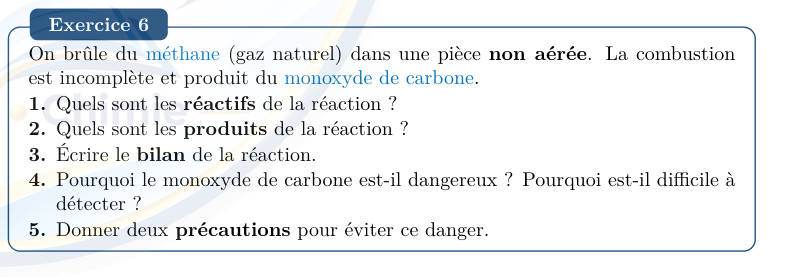 Exercice 6
On brûle du méthane (gaz naturel) dans une pièce non aérée. La combustion
est incomplète et produit du monoxyde de carbone.
1. Quels sont les réactifs de la réaction ?
2. Quels sont les produits de la réaction ?
3. Écrire le bilan de la réaction.
4. Pourquoi le monoxyde de carbone est-il dangereux ? Pourquoi est-il difficile à
détecter ?
5. Donner deux précautions pour éviter ce danger.